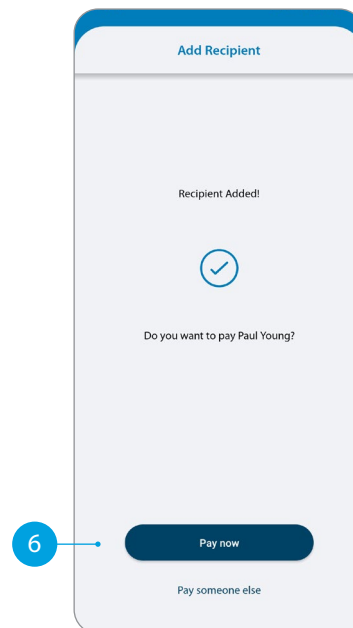 Add Recipient
Recipient Added!
Do you want to pay Paul Young?
6
Pay now
Pay someone else